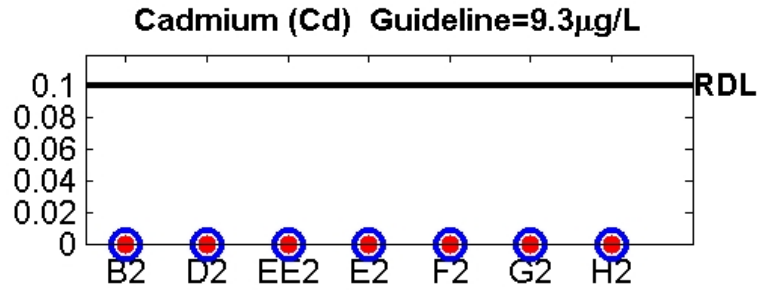 Cadmium (Cd) Guideline=9.3μg/L
0.1
RDL
0.08
0.06
0.04
0.02
0
B2 D2 EE2 E2 F2 G2 H2